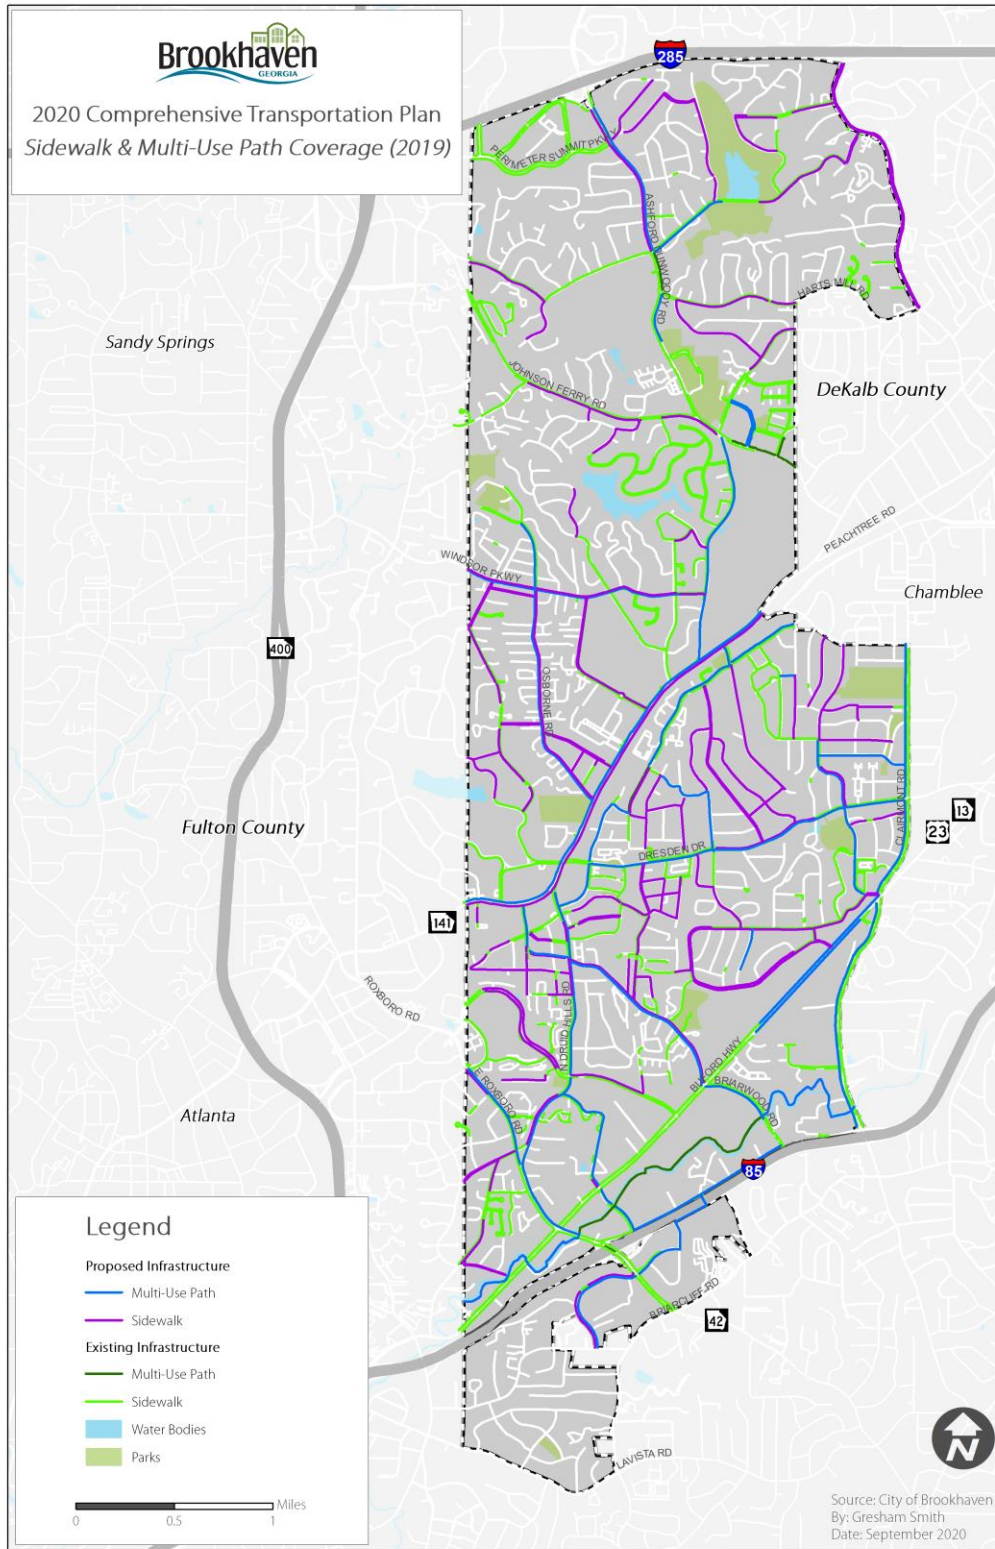 Brookhaven
GEORGIA
2020 Comprehensive Transportation Plan
Sidewalk & Multi-Use Path Coverage (2019)
285
PERIMETER SUMMIT PKWY
ASHFORD DUNWOODY RD
HARTS MILL RD
Sandy Springs
JOHNSON FERRY RD
DeKalb County
PEACHTREE RD
WINDSOR PKWY
Chamblee
400
OSBORNE RD
CLAIRMONT RD
13
23
Fulton County
DRESDEN DR
141
ROXBORO RD
N DRUID HILLS RD
BUFORD HWY
BRIARWOOD RD
E ROXBORO RD
Atlanta
85
BRIARCLIFF RD
42
LAVISTA RD
Legend
Proposed Infrastructure
Multi-Use Path
Sidewalk
Existing Infrastructure
Multi-Use Path
Sidewalk
Water Bodies
Parks
Miles
0 0.5 1
N
Source: City of Brookhaven
By: Gresham Smith
Date: September 2020